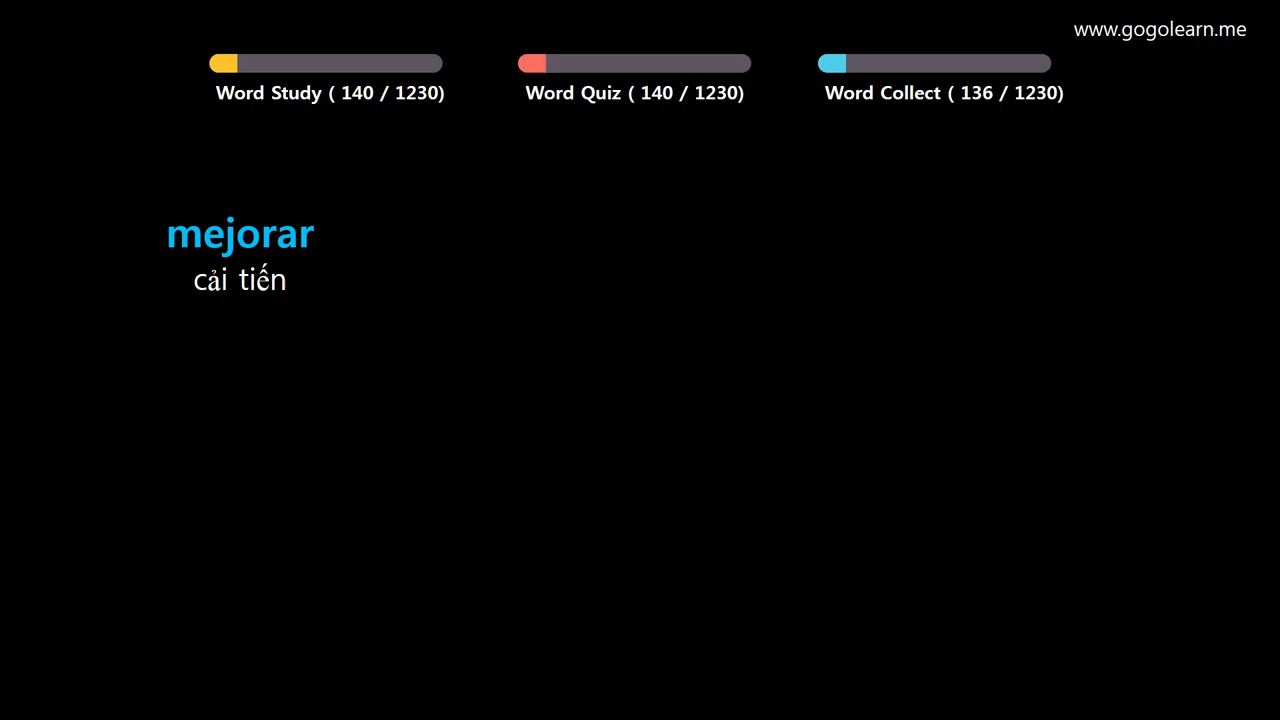 www.gogolearn.me
Word Study ( 140 / 1230)
Word Quiz ( 140 / 1230)
Word Collect ( 136 / 1230)
mejorar
cải tiến